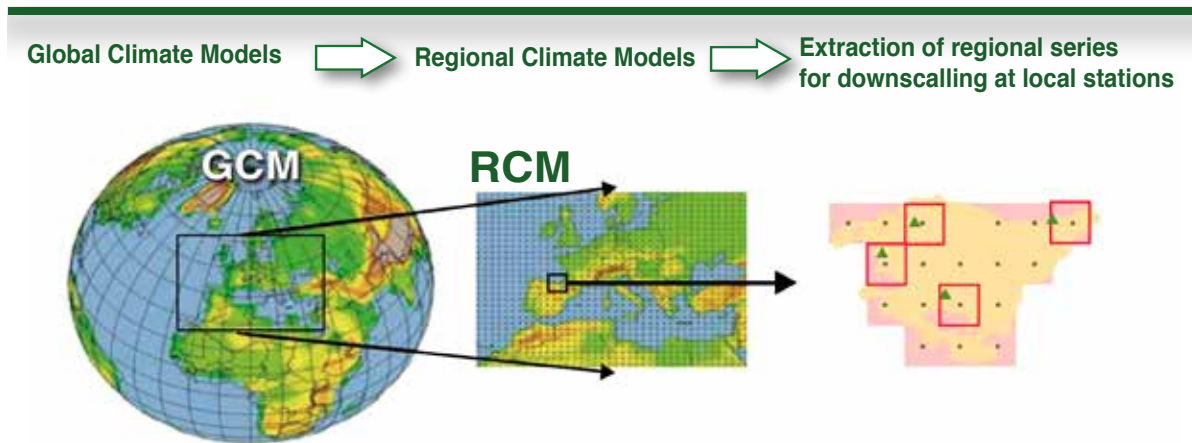 Global Climate Models
Regional Climate Models
Extraction of regional series
for downscalling at local stations
GCM
RCM